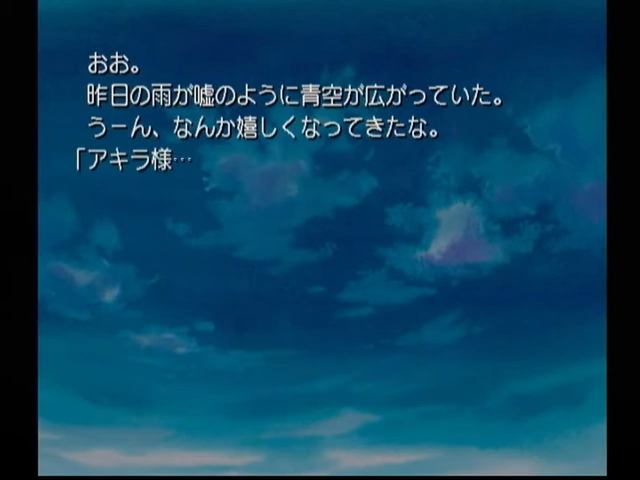 おお。
昨日の雨が嘘のように青空が広がっていた。
うーん、なんか嬉しくなってきたな。
「アキラ様…